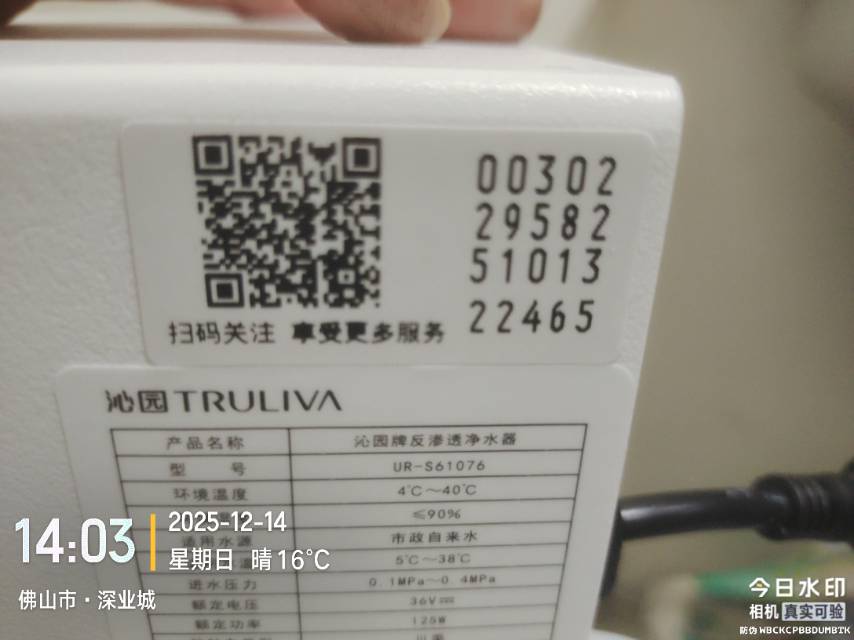 00302
29582
51013
22465
扫码关注 享受更多服务
沁园TRULIVA
产品名称 沁园牌反渗透净水器
型 号 UR-S61076
环境温度 4℃~40℃
≤90%
适用水源 市政自来水
温 5℃~38℃
进水压力 0.1MPa~0.4MPa
额定电压 36V
额定功率 125W
14:03
2025-12-14
星期日 晴 16℃
佛山市·深业城
今日水印
相机 真实可验
防伪 WBCKCPBBDUMBTK